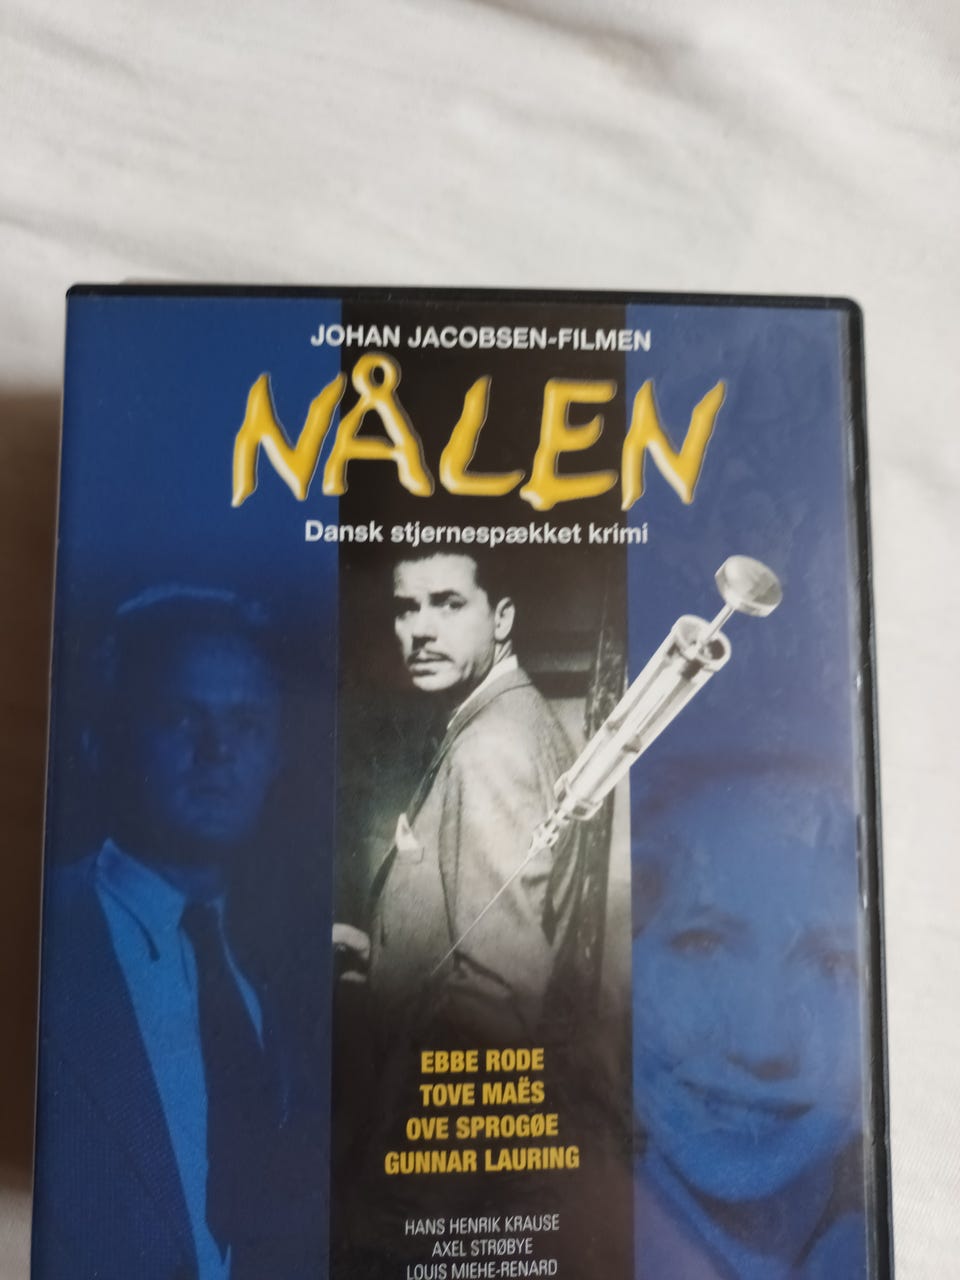 JOHAN JACOBSEN-FILMEN
NÅLEN
Dansk stjernespækket krimi
EBBE RODE
TOVE MAËS
OVE SPROGØE
GUNNAR LAURING
HANS HENRIK KRAUSE
AXEL STRØBYE
LOUIS MIEHE-RENARD